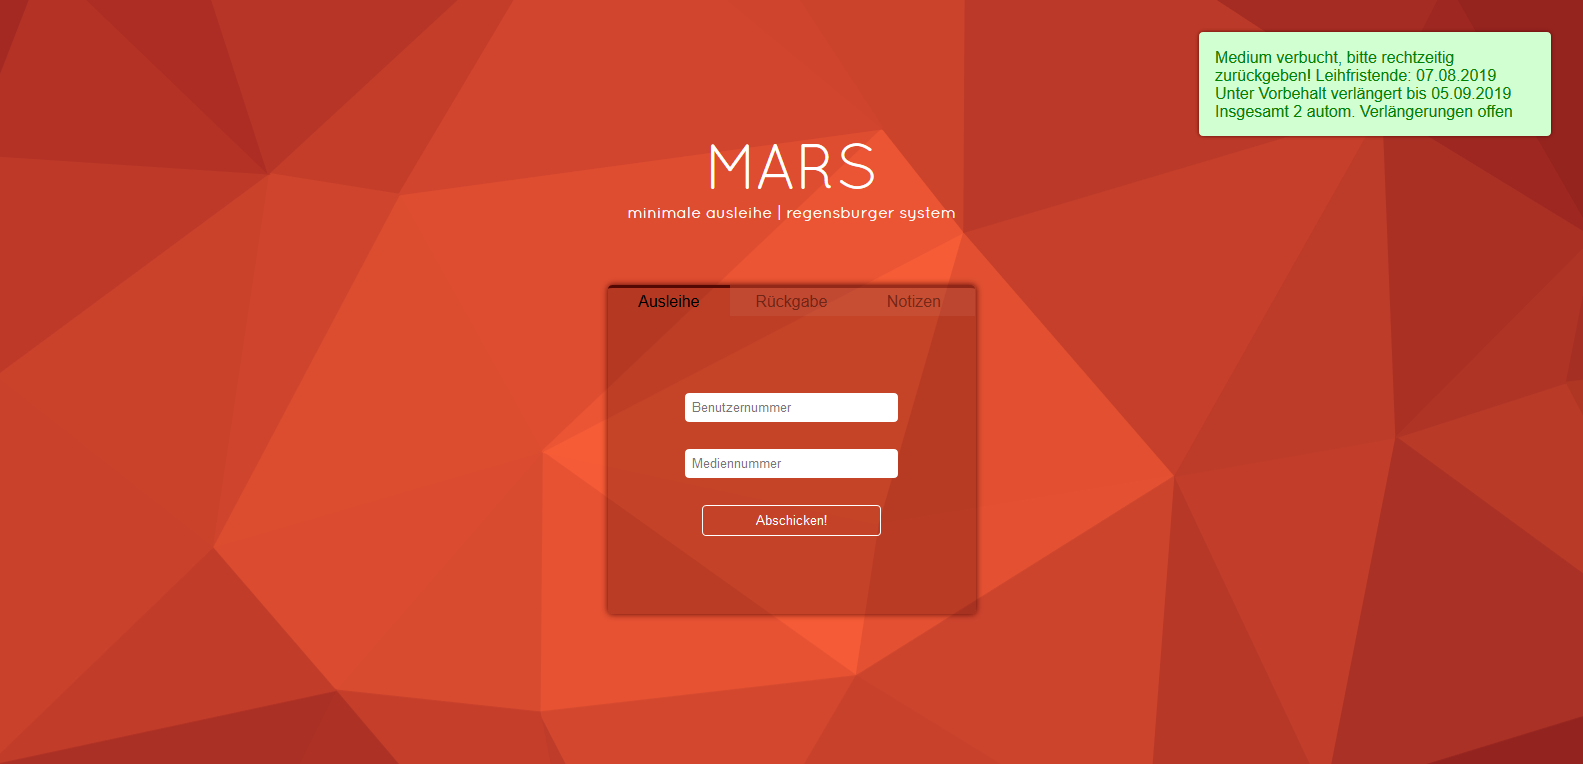 Medium verbucht, bitte rechtzeitig
zurückgeben! Leihfristende: 07.08.2019
Unter Vorbehalt verlängert bis 05.09.2019
Insgesamt 2 autom. Verlängerungen offen
MARS
minimale ausleihe | regensburger system
Ausleihe Rückgabe Notizen
Benutzernummer
Mediennummer
Abschicken!